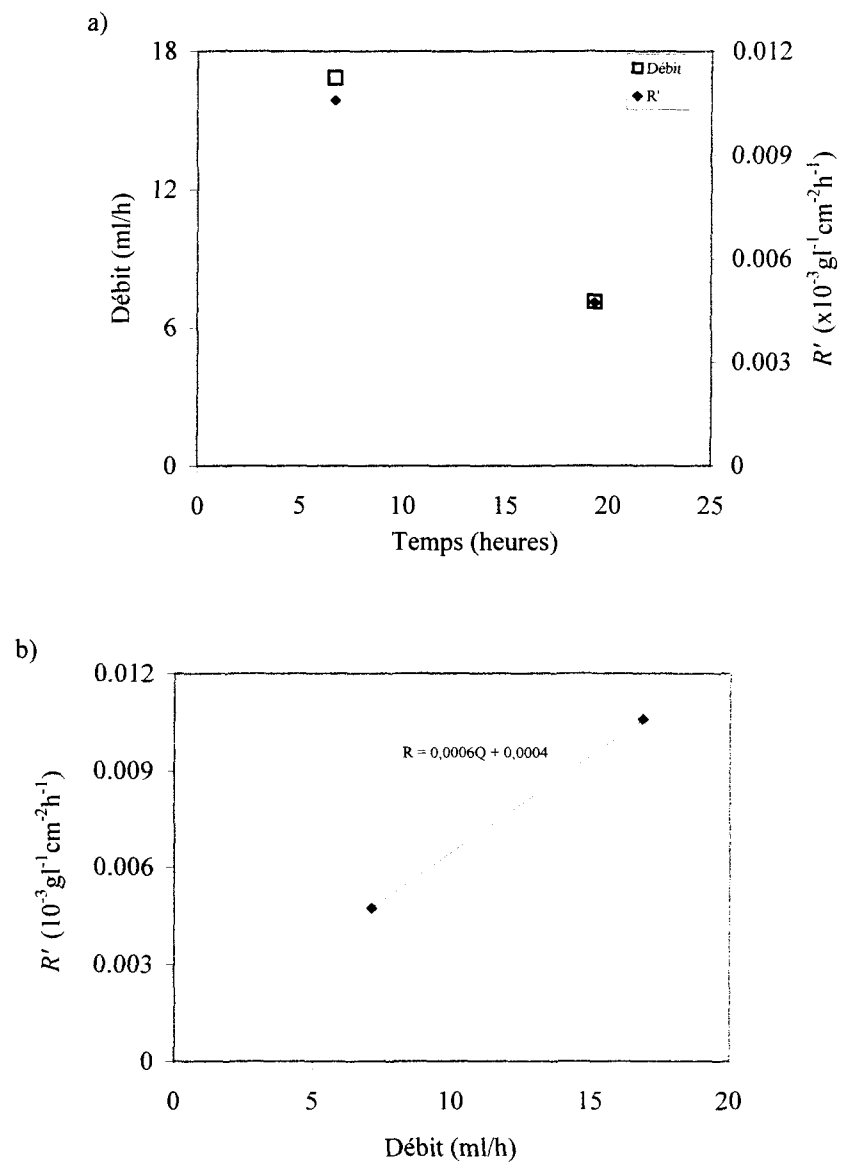 a)
18
12
6
0
Débit (ml/h)
0.012
0.009
0.006
0.003
0
R' (x10⁻³gl⁻¹cm⁻²h⁻¹)
Débit
R'
0 5 10 15 20 25
Temps (heures)
b)
0.012
0.009
0.006
0.003
0
R' (10⁻³gl⁻¹cm⁻²h⁻¹)
R = 0,0006Q + 0,0004
0 5 10 15 20
Débit (ml/h)